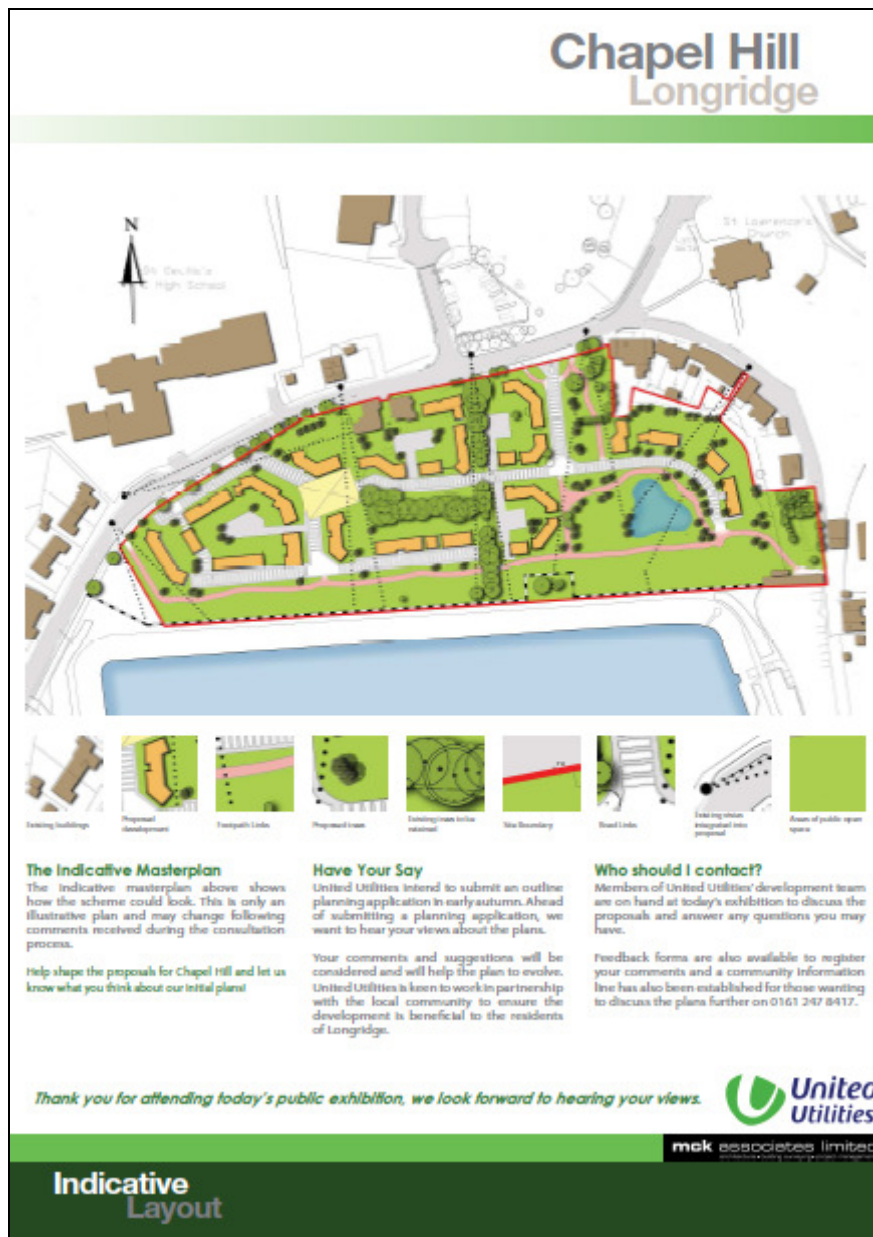 Chapel Hill
Longridge
N
St Lawrence's
Church
High School
Existing buildings
Proposed
development
Footpath Links
Proposed trees
Existing trees to be
retained
Site Boundary
Road Links
Existing vistas
integrated into
proposal
Areas of public open
space
The Indicative Masterplan
The indicative masterplan above shows
how the scheme could look. This is only an
illustrative plan and may change following
comments received during the consultation
process.
Help shape the proposals for Chapel Hill and let us
know what you think about our initial plans!
Have Your Say
United Utilities intend to submit an outline
planning application in early autumn. Ahead
of submitting a planning application, we
want to hear your views about the plans.
Your comments and suggestions will be
considered and will help the plan to evolve.
United Utilities is keen to work in partnership
with the local community to ensure the
development is beneficial to the residents
of Longridge.
Who should I contact?
Members of United Utilities' development team
are on hand at today's exhibition to discuss the
proposals and answer any questions you may
have.
Feedback forms are also available to register
your comments and a community information
line has also been established for those wanting
to discuss the plans further on 0161 247 8417.
Thank you for attending today's public exhibition, we look forward to hearing your views.
United
Utilities
mck associates limited
Indicative
Layout